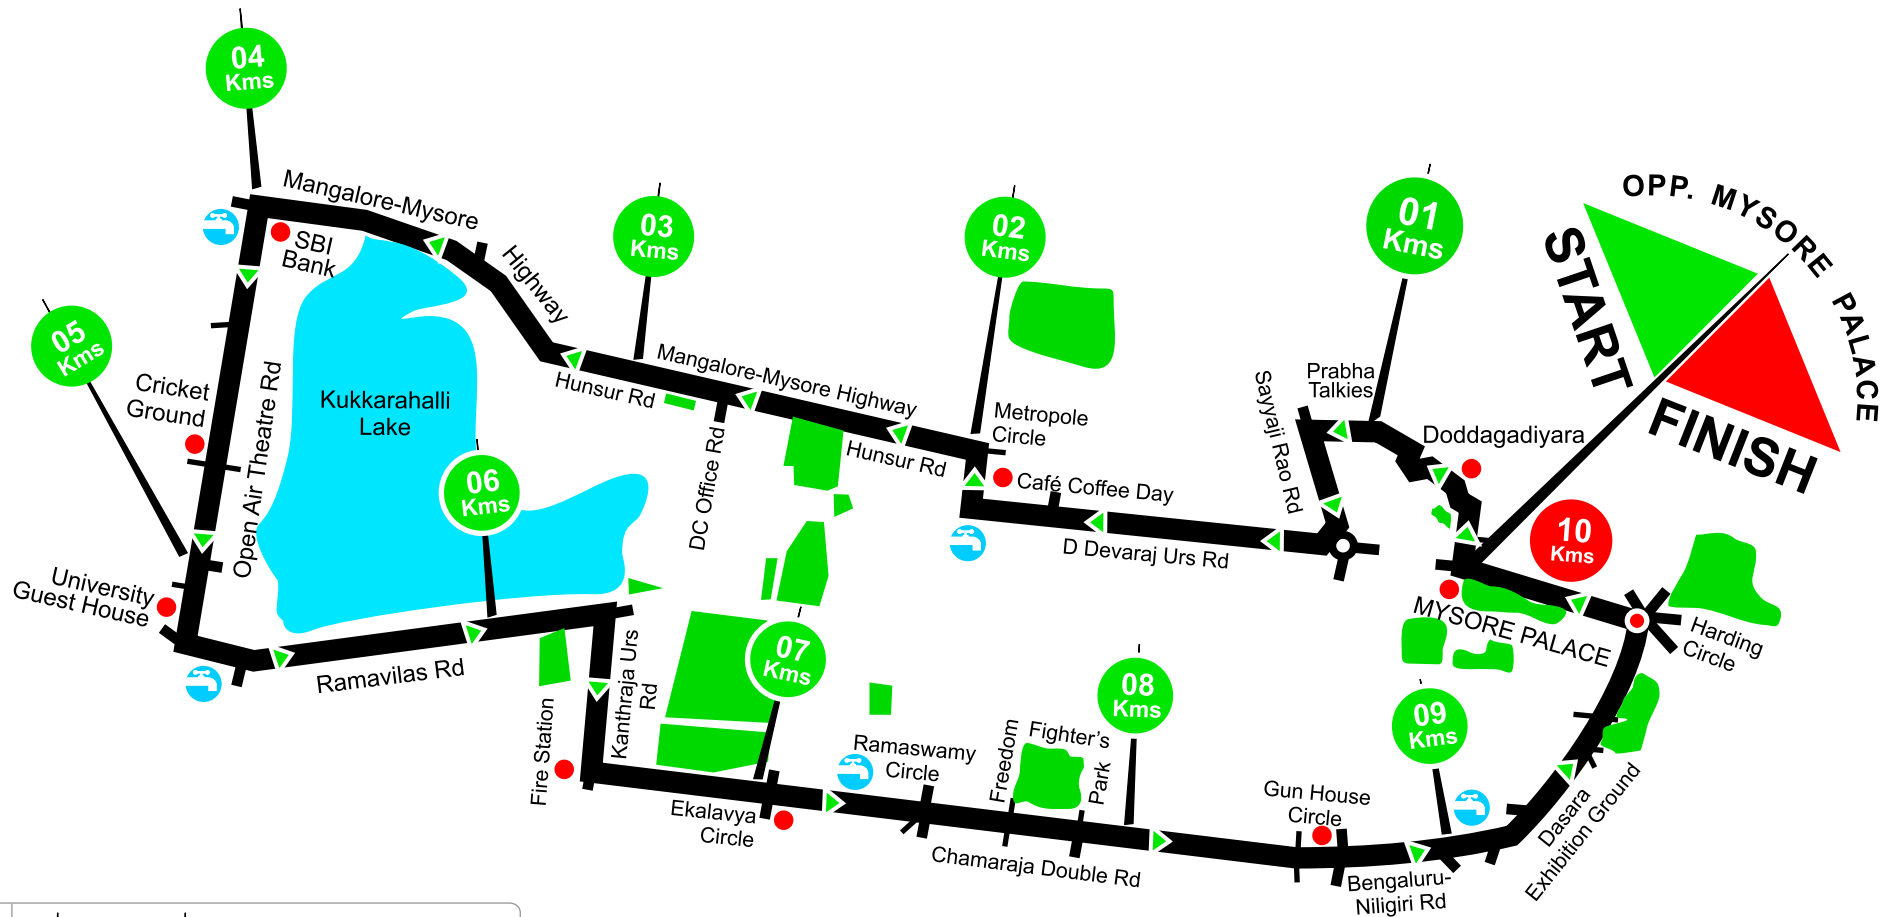 04
Kms
Mangalore-Mysore
Highway
SBI
Bank
03
Kms
02
Kms
01
Kms
OPP. MYSORE PALACE
START
FINISH
05
Kms
Cricket
Ground
Open Air Theatre Rd
Kukkarahalli
Lake
Mangalore-Mysore Highway
Hunsur Rd
Hunsur Rd
DC Office Rd
Metropole
Circle
Café Coffee Day
D Devaraj Urs Rd
Sayyaji Rao Rd
Prabha
Talkies
Doddagadiyara
10
Kms
MYSORE PALACE
Harding
Circle
06
Kms
University
Guest House
Ramavilas Rd
Kanthraja Urs
Rd
Fire Station
07
Kms
Ekalavya
Circle
Ramaswamy
Circle
Freedom
Fighter's
Park
08
Kms
Chamaraja Double Rd
Gun House
Circle
09
Kms
Bengaluru-
Niligiri Rd
Dasara
Exhibition Ground